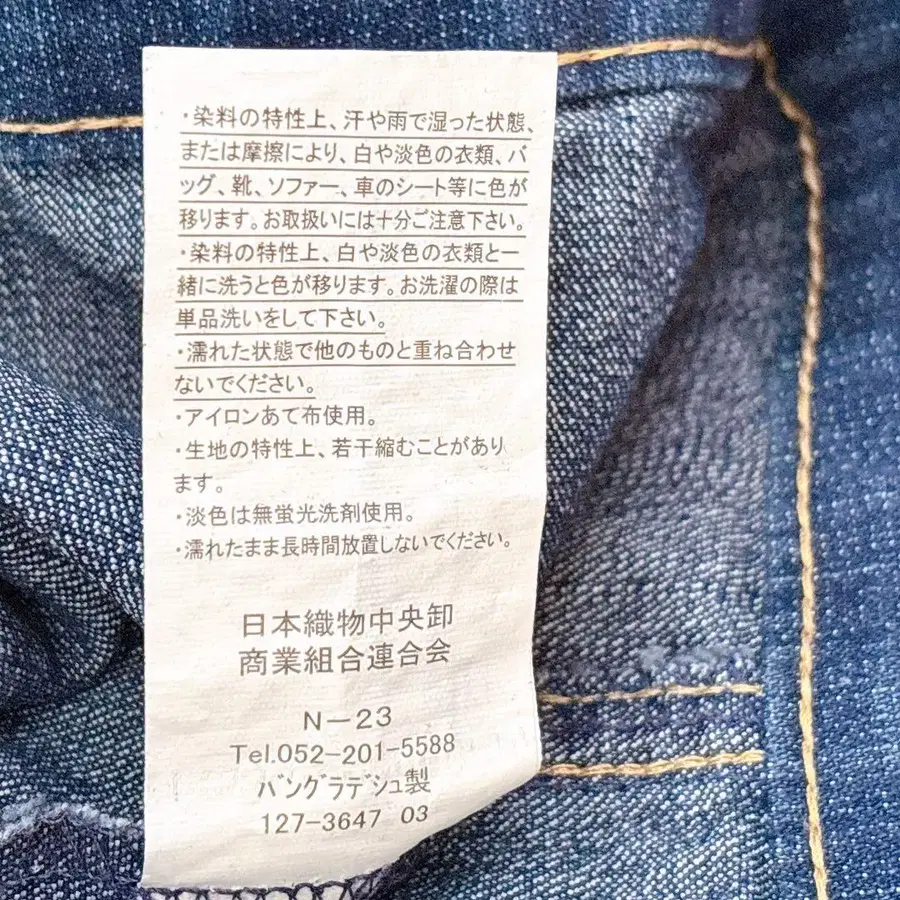 ・染料の特性上、汗や雨で湿った状態、
または摩擦により、白や淡色の衣類、バ
ッグ、靴、ソファー、車のシート等に色が
移ります。お取扱いには十分ご注意下さい。
・染料の特性上、白や淡色の衣類と一
緒に洗うと色が移ります。お洗濯の際は
単品洗いをして下さい。
・濡れた状態で他のものと重ね合わせ
ないでください。
・アイロンあて布使用。
・生地の特性上、若干縮むことがあり
ます。
・淡色は無蛍光洗剤使用。
・濡れたまま長時間放置しないでください。
日本織物中央卸
商業組合連合会
N－23
Tel.052-201-5588
バングラデシュ製
127-3647 03